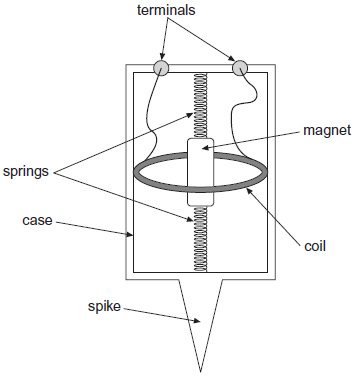 terminals
magnet
springs
case
coil
spike